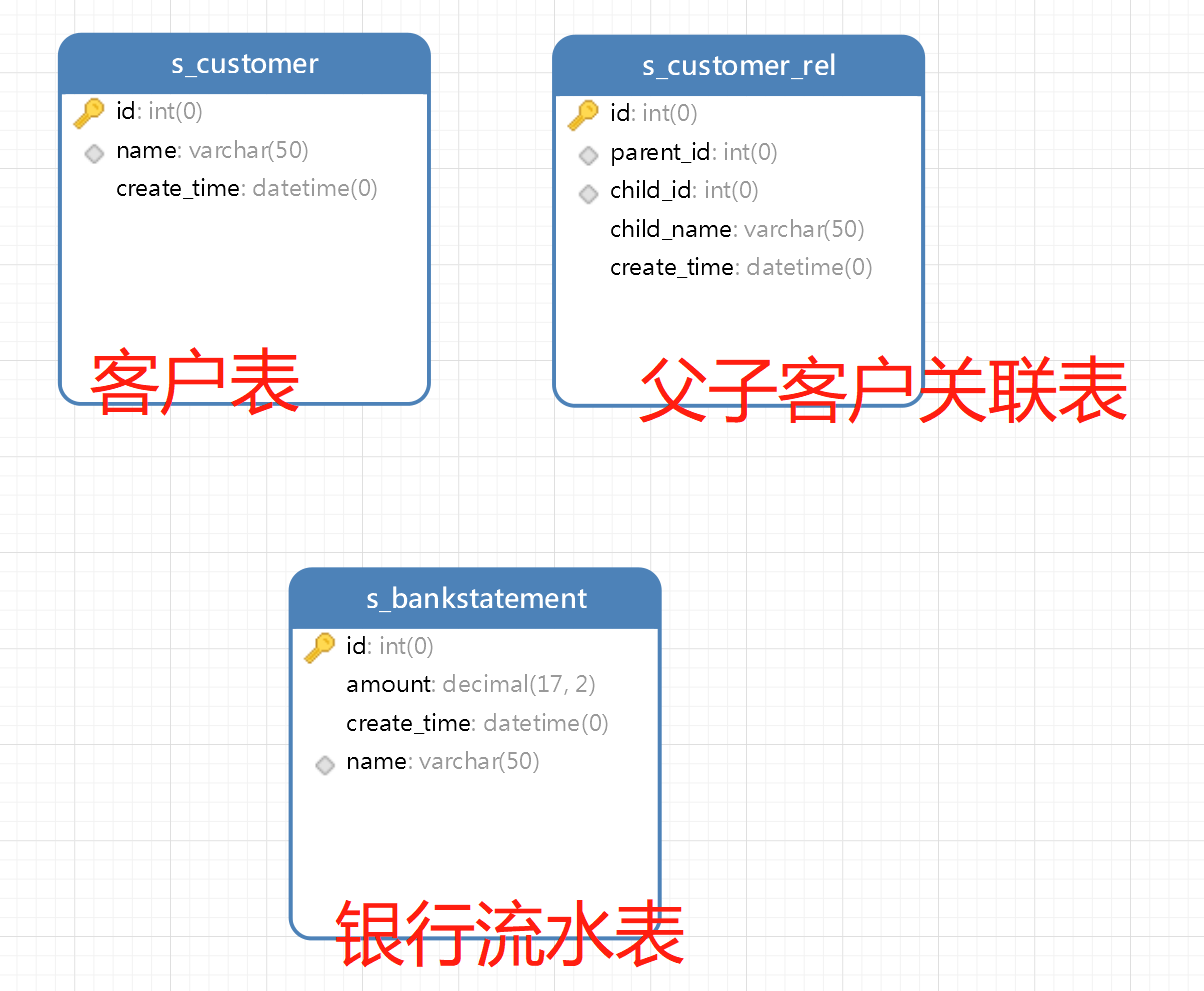 s_customer
id: int(0)
name: varchar(50)
create_time: datetime(0)
客户表
s_customer_rel
id: int(0)
parent_id: int(0)
child_id: int(0)
child_name: varchar(50)
create_time: datetime(0)
父子客户关联表
s_bankstatement
id: int(0)
amount: decimal(17, 2)
create_time: datetime(0)
name: varchar(50)
银行流水表